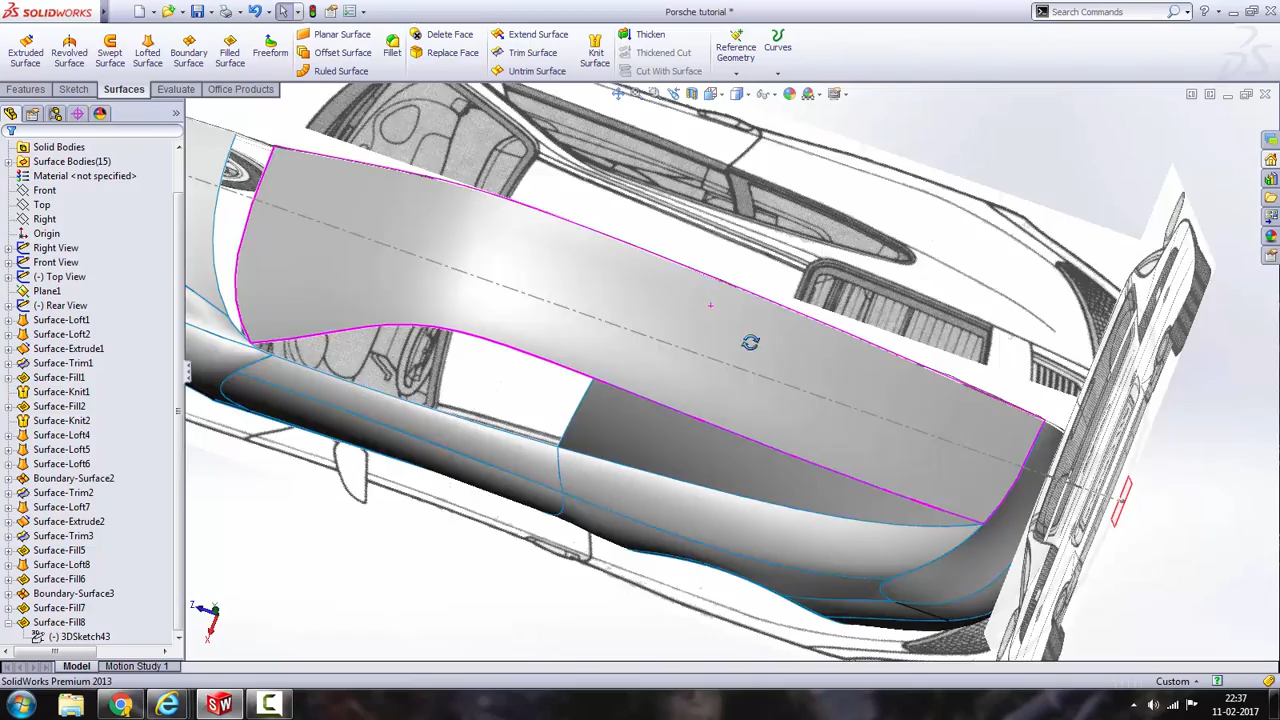 SOLIDWORKS
Porsche tutorial *
Search Commands
Extruded Surface
Revolved Surface
Swept Surface
Lofted Surface
Boundary Surface
Filled Surface
Freeform
Planar Surface
Offset Surface
Ruled Surface
Fillet
Delete Face
Replace Face
Extend Surface
Trim Surface
Untrim Surface
Knit Surface
Thicken
Thickened Cut
Cut With Surface
Reference Geometry
Curves
Features
Sketch
Surfaces
Evaluate
Office Products
Solid Bodies
Surface Bodies(15)
Material <not specified>
Front
Top
Right
Origin
Right View
Front View
(-) Top View
Plane1
(-) Rear View
Surface-Loft1
Surface-Loft2
Surface-Extrude1
Surface-Trim1
Surface-Fill1
Surface-Knit1
Surface-Fill2
Surface-Knit2
Surface-Loft4
Surface-Loft5
Surface-Loft6
Boundary-Surface2
Surface-Trim2
Surface-Loft7
Surface-Extrude2
Surface-Trim3
Surface-Fill5
Surface-Loft8
Surface-Fill6
Boundary-Surface3
Surface-Fill7
Surface-Fill8
3D (-) 3DSketch43
Z
Y
X
Model
Motion Study 1
SolidWorks Premium 2013
Custom
22:37
11-02-2017